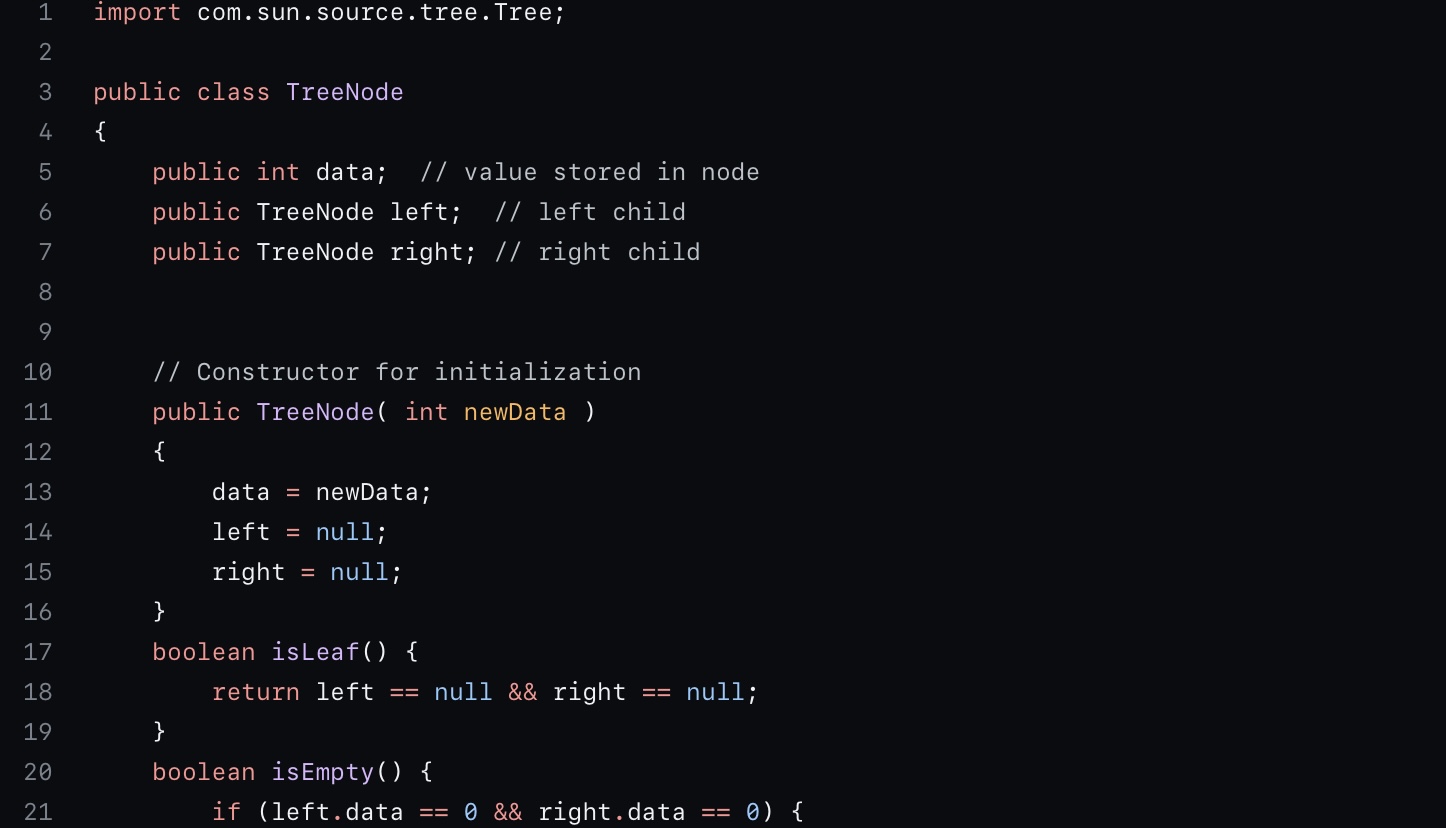 1 import com.sun.source.tree.Tree;
2
3 public class TreeNode
4 {
5     public int data;  // value stored in node
6     public TreeNode left;  // left child
7     public TreeNode right; // right child
8
9
10     // Constructor for initialization
11     public TreeNode( int newData )
12     {
13         data = newData;
14         left = null;
15         right = null;
16     }
17     boolean isLeaf() {
18         return left == null && right == null;
19     }
20     boolean isEmpty() {
21         if (left.data == 0 && right.data == 0) {